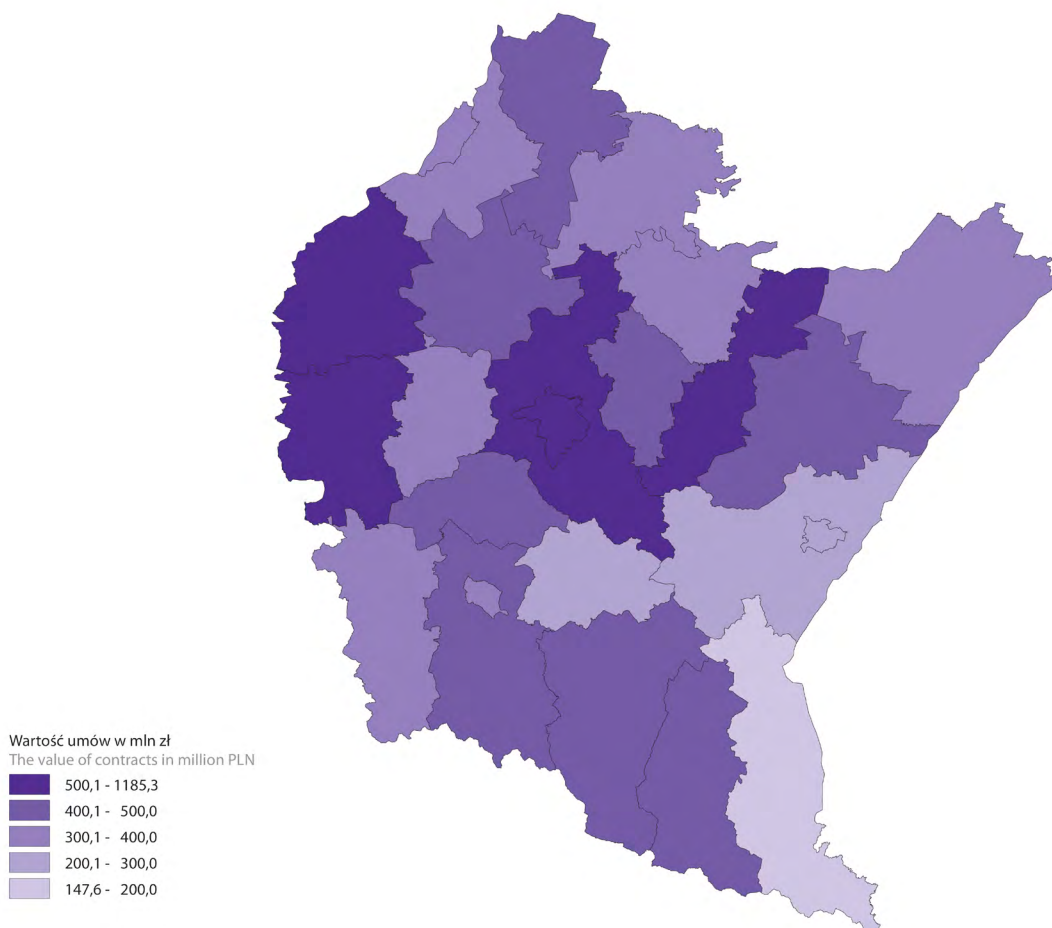 Wartość umów w mln zł
The value of contracts in million PLN
500,1 - 1185,3
400,1 - 500,0
300,1 - 400,0
200,1 - 300,0
147,6 - 200,0